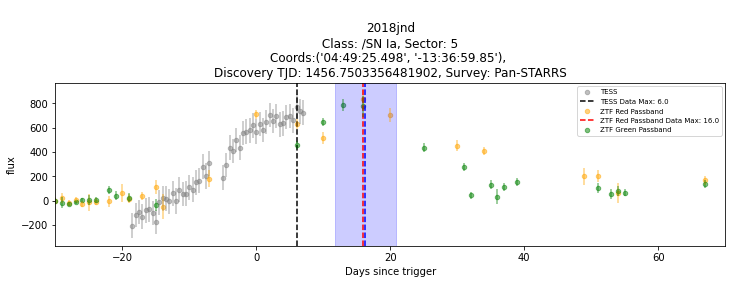 2018jnd
Class: /SN Ia, Sector: 5
Coords:('04:49:25.498', '-13:36:59.85'),
Discovery TJD: 1456.7503356481902, Survey: Pan-STARRS
TESS
TESS Data Max: 6.0
ZTF Red Passband
ZTF Red Passband Data Max: 16.0
ZTF Green Passband
flux
800
600
400
200
0
−200
−20
0
20
40
60
Days since trigger